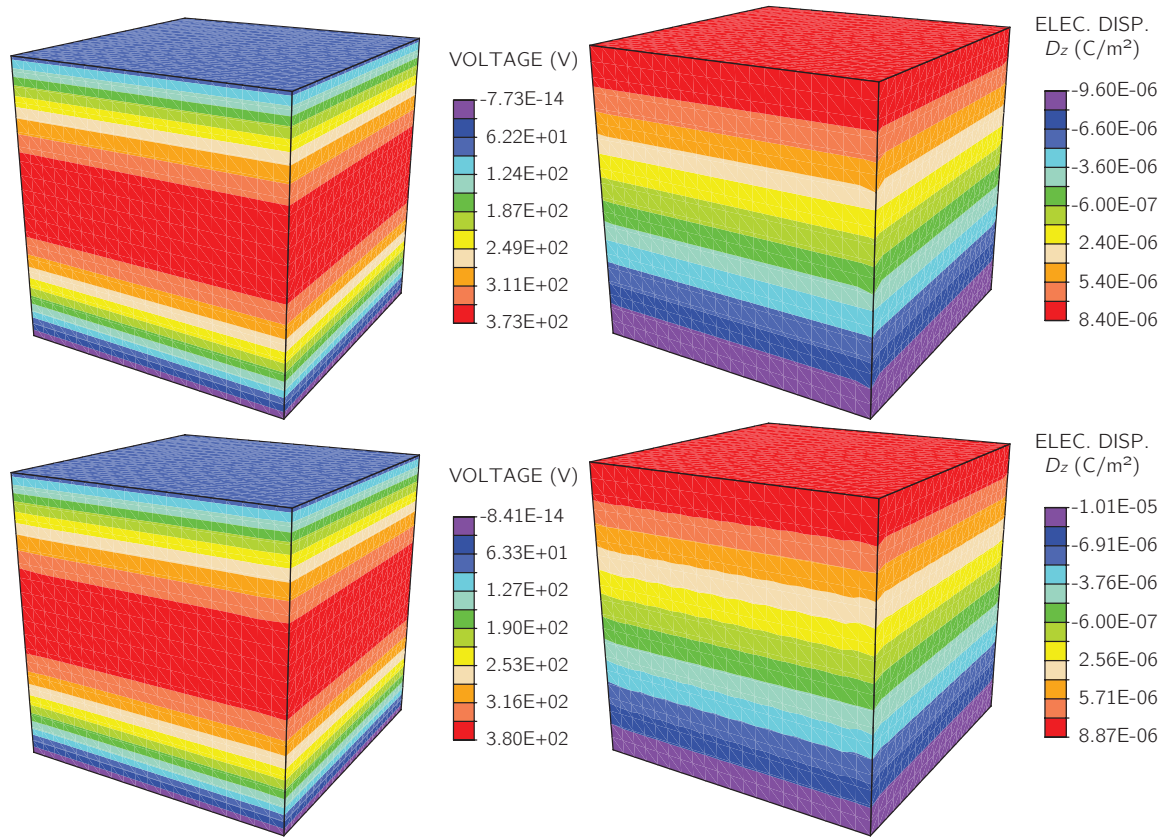 VOLTAGE (V)
-7.73E-14
6.22E+01
1.24E+02
1.87E+02
2.49E+02
3.11E+02
3.73E+02
ELEC. DISP.
Dz (C/m²)
-9.60E-06
-6.60E-06
-3.60E-06
-6.00E-07
2.40E-06
5.40E-06
8.40E-06
VOLTAGE (V)
-8.41E-14
6.33E+01
1.27E+02
1.90E+02
2.53E+02
3.16E+02
3.80E+02
ELEC. DISP.
Dz (C/m²)
-1.01E-05
-6.91E-06
-3.76E-06
-6.00E-07
2.56E-06
5.71E-06
8.87E-06